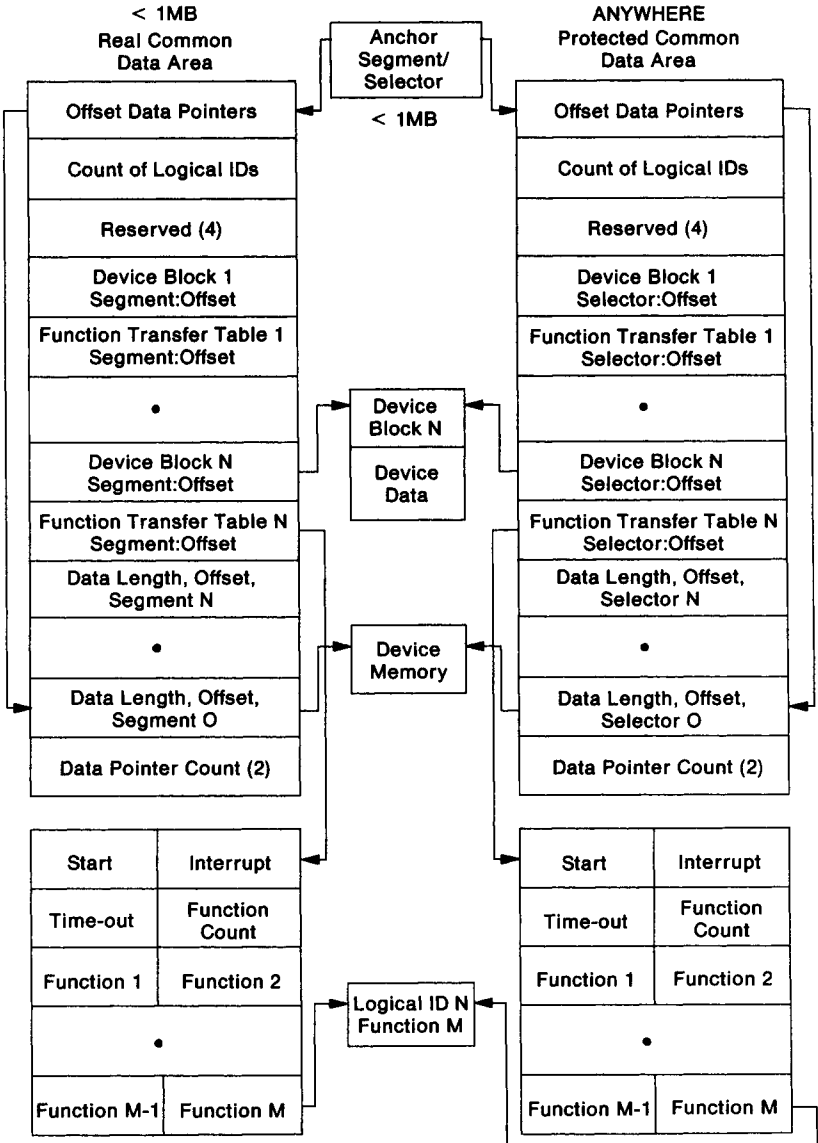 < 1MB
Real Common
Data Area
Anchor
Segment/
Selector
< 1MB
ANYWHERE
Protected Common
Data Area
Offset Data Pointers
Count of Logical IDs
Reserved (4)
Device Block 1
Segment:Offset
Function Transfer Table 1
Segment:Offset
Device Block N
Segment:Offset
Function Transfer Table N
Segment:Offset
Data Length, Offset,
Segment N
Data Length, Offset,
Segment O
Data Pointer Count (2)
Device
Block N
Device
Data
Device
Memory
Offset Data Pointers
Count of Logical IDs
Reserved (4)
Device Block 1
Selector:Offset
Function Transfer Table 1
Selector:Offset
Device Block N
Selector:Offset
Function Transfer Table N
Selector:Offset
Data Length, Offset,
Selector N
Data Length, Offset,
Selector O
Data Pointer Count (2)
Start
Interrupt
Time-out
Function
Count
Function 1
Function 2
Function M-1
Function M
Logical ID N
Function M
Start
Interrupt
Time-out
Function
Count
Function 1
Function 2
Function M-1
Function M